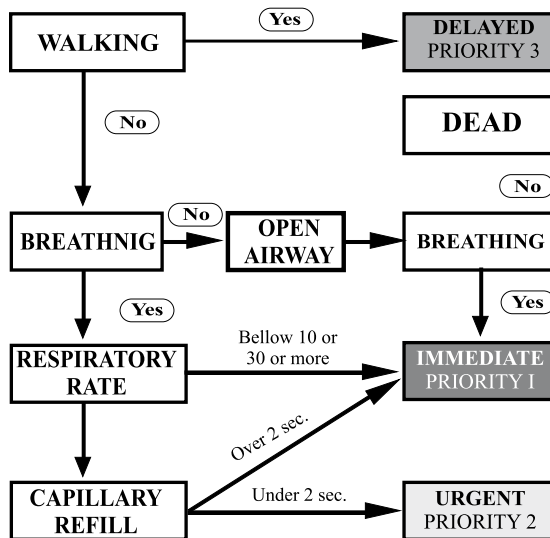 WALKING
Yes
DELAYED
PRIORITY 3
No
DEAD
No
BREATHNIG
No
OPEN
AIRWAY
BREATHING
Yes
Yes
RESPIRATORY
RATE
Bellow 10 or
30 or more
IMMEDIATE
PRIORITY I
Over 2 sec.
CAPILLARY
REFILL
Under 2 sec.
URGENT
PRIORITY 2